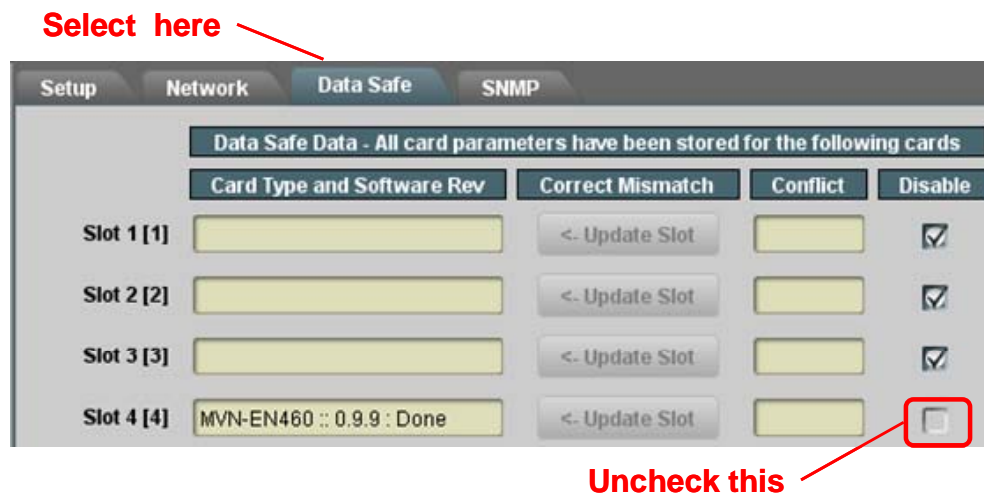 Select here
Setup Network Data Safe SNMP
Data Safe Data - All card parameters have been stored for the following cards
Card Type and Software Rev Correct Mismatch Conflict Disable
Slot 1 [1] <- Update Slot
Slot 2 [2] <- Update Slot
Slot 3 [3] <- Update Slot
Slot 4 [4] MVN-EN460 :: 0.9.9 : Done <- Update Slot
Uncheck this